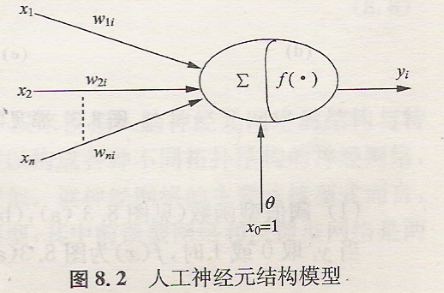 x₁
w₁ᵢ
x₂
w₂ᵢ
Σ
f(·)
yᵢ
xₙ
wₙᵢ
θ
x₀=1
图 8.2 人工神经元结构模型